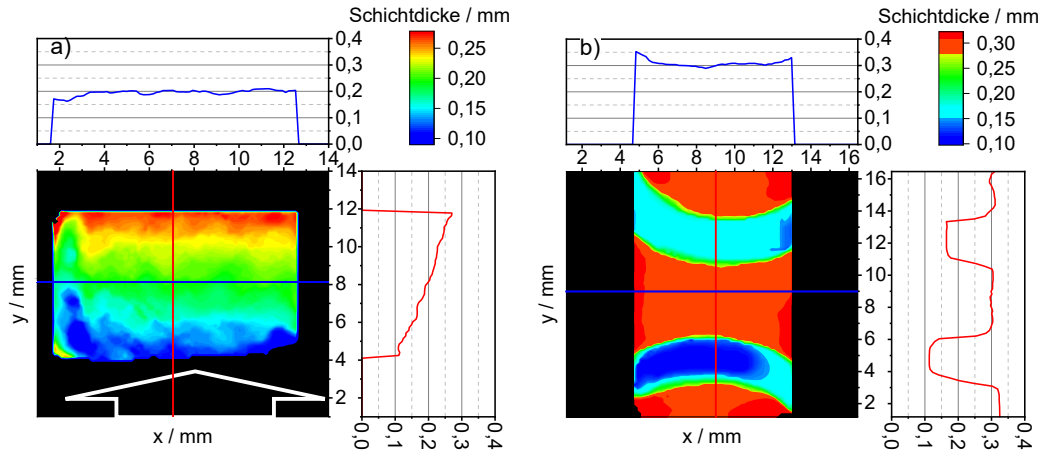 a)
Schichtdicke / mm
0,25
0,20
0,15
0,10
0,4
0,3
0,2
0,1
0,0
2 4 6 8 10 12 14
14
12
10
8
6
4
2
y / mm
x / mm
0,0 0,1 0,2 0,3 0,4
b)
Schichtdicke / mm
0,30
0,25
0,20
0,15
0,10
0,4
0,3
0,2
0,1
0,0
2 4 6 8 10 12 14 16
16
14
12
10
8
6
4
2
y / mm
x / mm
0,0 0,1 0,2 0,3 0,4